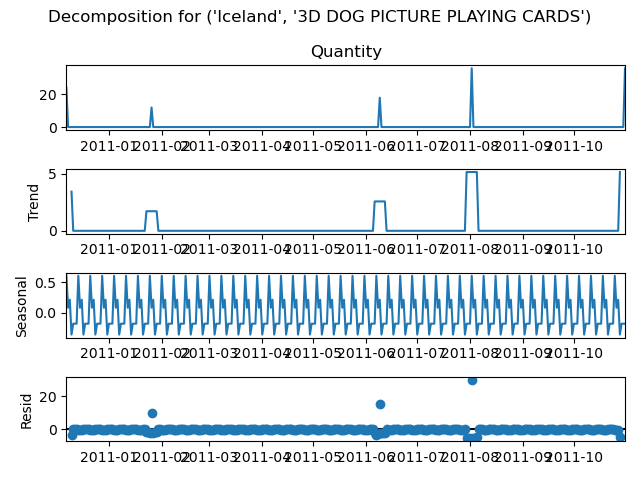 Decomposition for ('Iceland', '3D DOG PICTURE PLAYING CARDS')
Quantity
20
0
2011-01 2011-02 2011-03 2011-04 2011-05 2011-06 2011-07 2011-08 2011-09 2011-10
Trend
5
0
2011-01 2011-02 2011-03 2011-04 2011-05 2011-06 2011-07 2011-08 2011-09 2011-10
Seasonal
0.5
0.0
2011-01 2011-02 2011-03 2011-04 2011-05 2011-06 2011-07 2011-08 2011-09 2011-10
Resid
20
0
2011-01 2011-02 2011-03 2011-04 2011-05 2011-06 2011-07 2011-08 2011-09 2011-10